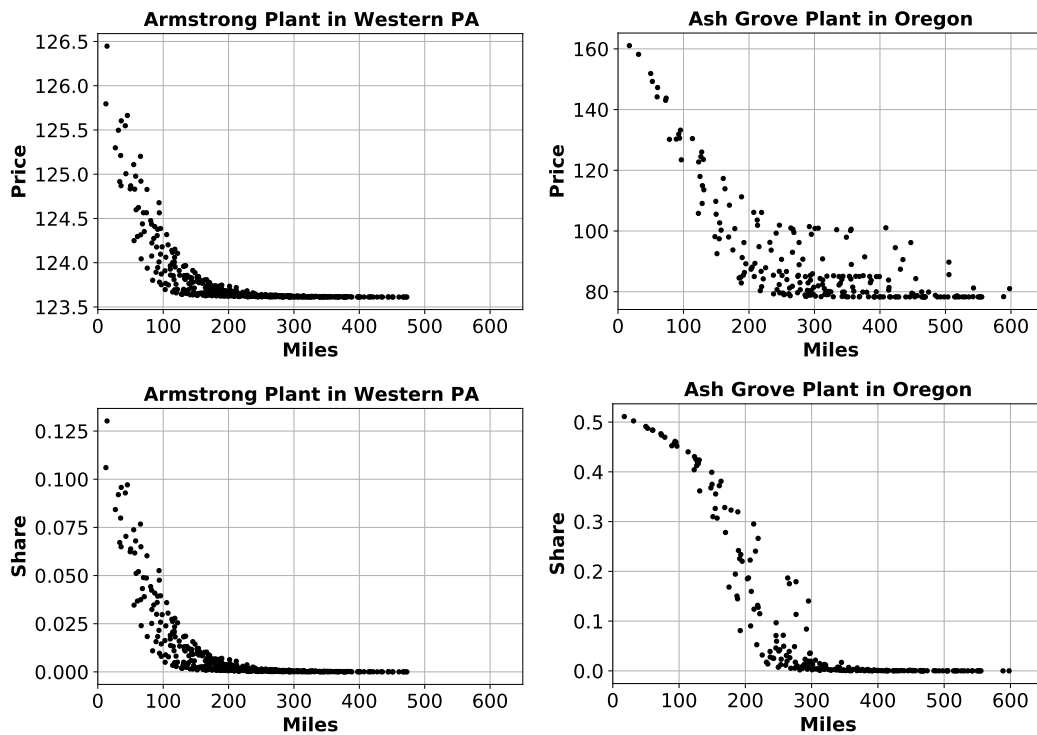 Armstrong Plant in Western PA
Price
126.5
126.0
125.5
125.0
124.5
124.0
123.5
0 100 200 300 400 500 600
Miles
Ash Grove Plant in Oregon
Price
160
140
120
100
80
0 100 200 300 400 500 600
Miles
Armstrong Plant in Western PA
Share
0.125
0.100
0.075
0.050
0.025
0.000
0 100 200 300 400 500 600
Miles
Ash Grove Plant in Oregon
Share
0.5
0.4
0.3
0.2
0.1
0.0
0 100 200 300 400 500 600
Miles